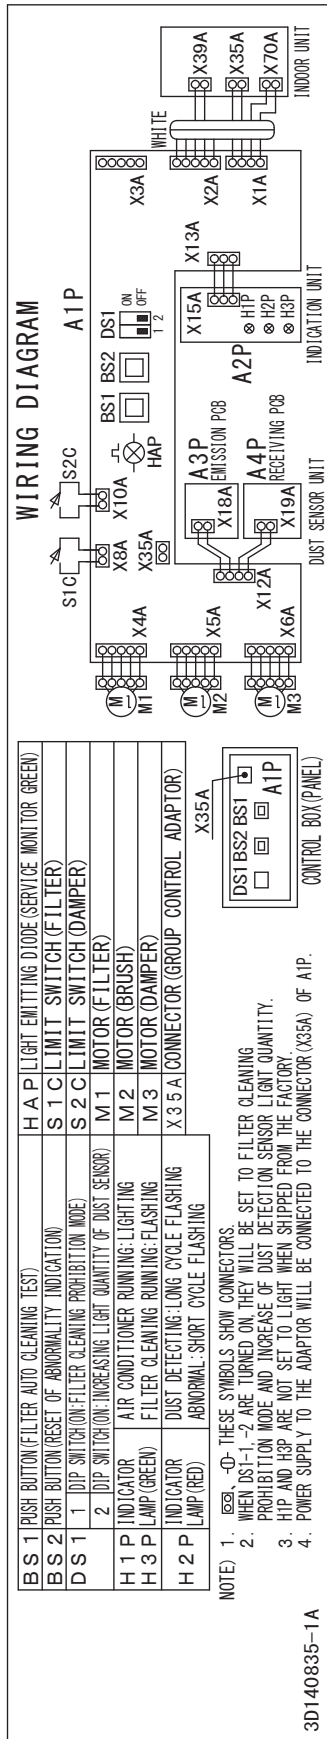 WIRING DIAGRAM
BS1 PUSH BUTTON(FILTER AUTO CLEANING TEST)
BS2 PUSH BUTTON(RESET OF ABNORMALITY INDICATION)
DS1 1 DIP SWITCH(ON:FILTER CLEANING PROHIBITION MODE)
2 DIP SWITCH(ON:INCREASING LIGHT QUANTITY OF DUST SENSOR)
H1P INDICATOR AIR CONDITIONER RUNNING:LIGHTING
H3P LAMP(GREEN) FILTER CLEANING RUNNING:FLASHING
H2P INDICATOR DUST DETECTING:LONG CYCLE FLASHING
LAMP(RED) ABNORMAL:SHORT CYCLE FLASHING
HAP LIGHT EMITTING DIODE(SERVICE MONITOR GREEN)
S1C LIMIT SWITCH(FILTER)
S2C LIMIT SWITCH(DAMPER)
M1 MOTOR(FILTER)
M2 MOTOR(BRUSH)
M3 MOTOR(DAMPER)
X35A CONNECTOR(GROUP CONTROL ADAPTOR)
NOTE) 1. THESE SYMBOLS SHOW CONNECTORS.
2. WHEN DS1-1,-2 ARE TURNED ON,THEY WILL BE SET TO FILTER CLEANING
PROHIBITION MODE AND INCREASE OF DUST DETECTION SENSOR LIGNT QUANTITY.
3. H1P AND H3P ARE NOT SET TO LIGHT WHEN SHIPPED FROM THE FACTORY.
4. POWER SUPPLY TO THE ADAPTOR WILL BE CONNECTED TO THE CONNECTOR(X35A) OF A1P.
X35A
DS1 BS2 BS1
A1P
CONTROL BOX(PANEL)
S1C
S2C
X8A
X10A
X35A
HAP
BS1
BS2
DS1
ON
OFF
1 2
A1P
X3A
WHITE
X4A
X5A
X6A
M
M1
M
M2
M
M3
X12A
A3P
EMISSION PCB
X18A
A4P
RECEIVING PCB
X19A
DUST SENSOR UNIT
A2P
X15A
H1P
H2P
H3P
INDICATION UNIT
X13A
X2A
X1A
X39A
X35A
X70A
INDOOR UNIT
3D140835-1A